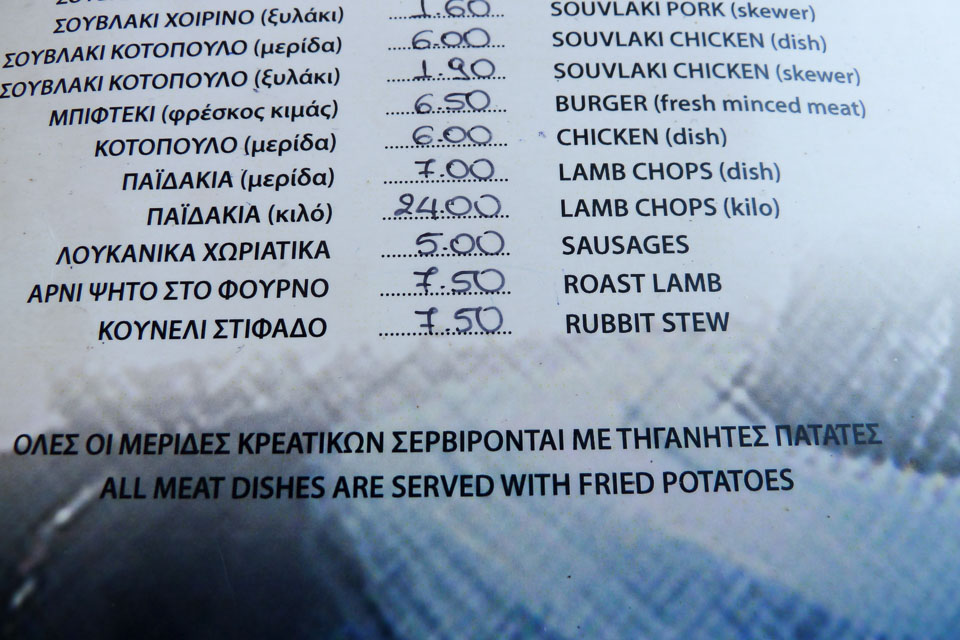 ΣΟΥΒΛΑΚΙ ΧΟΙΡΙΝΟ (ξυλάκι) 1.60 SOUVLAKI PORK (skewer)
ΣΟΥΒΛΑΚΙ ΚΟΤΟΠΟΥΛΟ (μερίδα) 6.00 SOUVLAKI CHICKEN (dish)
ΣΟΥΒΛΑΚΙ ΚΟΤΟΠΟΥΛΟ (ξυλάκι) 1.90 SOUVLAKI CHICKEN (skewer)
ΜΠΙΦΤΕΚΙ (φρέσκος κιμάς) 6.50 BURGER (fresh minced meat)
ΚΟΤΟΠΟΥΛΟ (μερίδα) 6.00 CHICKEN (dish)
ΠΑΪΔΑΚΙΑ (μερίδα) 7.00 LAMB CHOPS (dish)
ΠΑΪΔΑΚΙΑ (κιλό) 24.00 LAMB CHOPS (kilo)
ΛΟΥΚΑΝΙΚΑ ΧΩΡΙΑΤΙΚΑ 5.00 SAUSAGES
ΑΡΝΙ ΨΗΤΟ ΣΤΟ ΦΟΥΡΝΟ 7.50 ROAST LAMB
ΚΟΥΝΕΛΙ ΣΤΙΦΑΔΟ 7.50 RUBBIT STEW
ΟΛΕΣ ΟΙ ΜΕΡΙΔΕΣ ΚΡΕΑΤΙΚΩΝ ΣΕΡΒΙΡΟΝΤΑΙ ΜΕ ΤΗΓΑΝΗΤΕΣ ΠΑΤΑΤΕΣ
ALL MEAT DISHES ARE SERVED WITH FRIED POTATOES